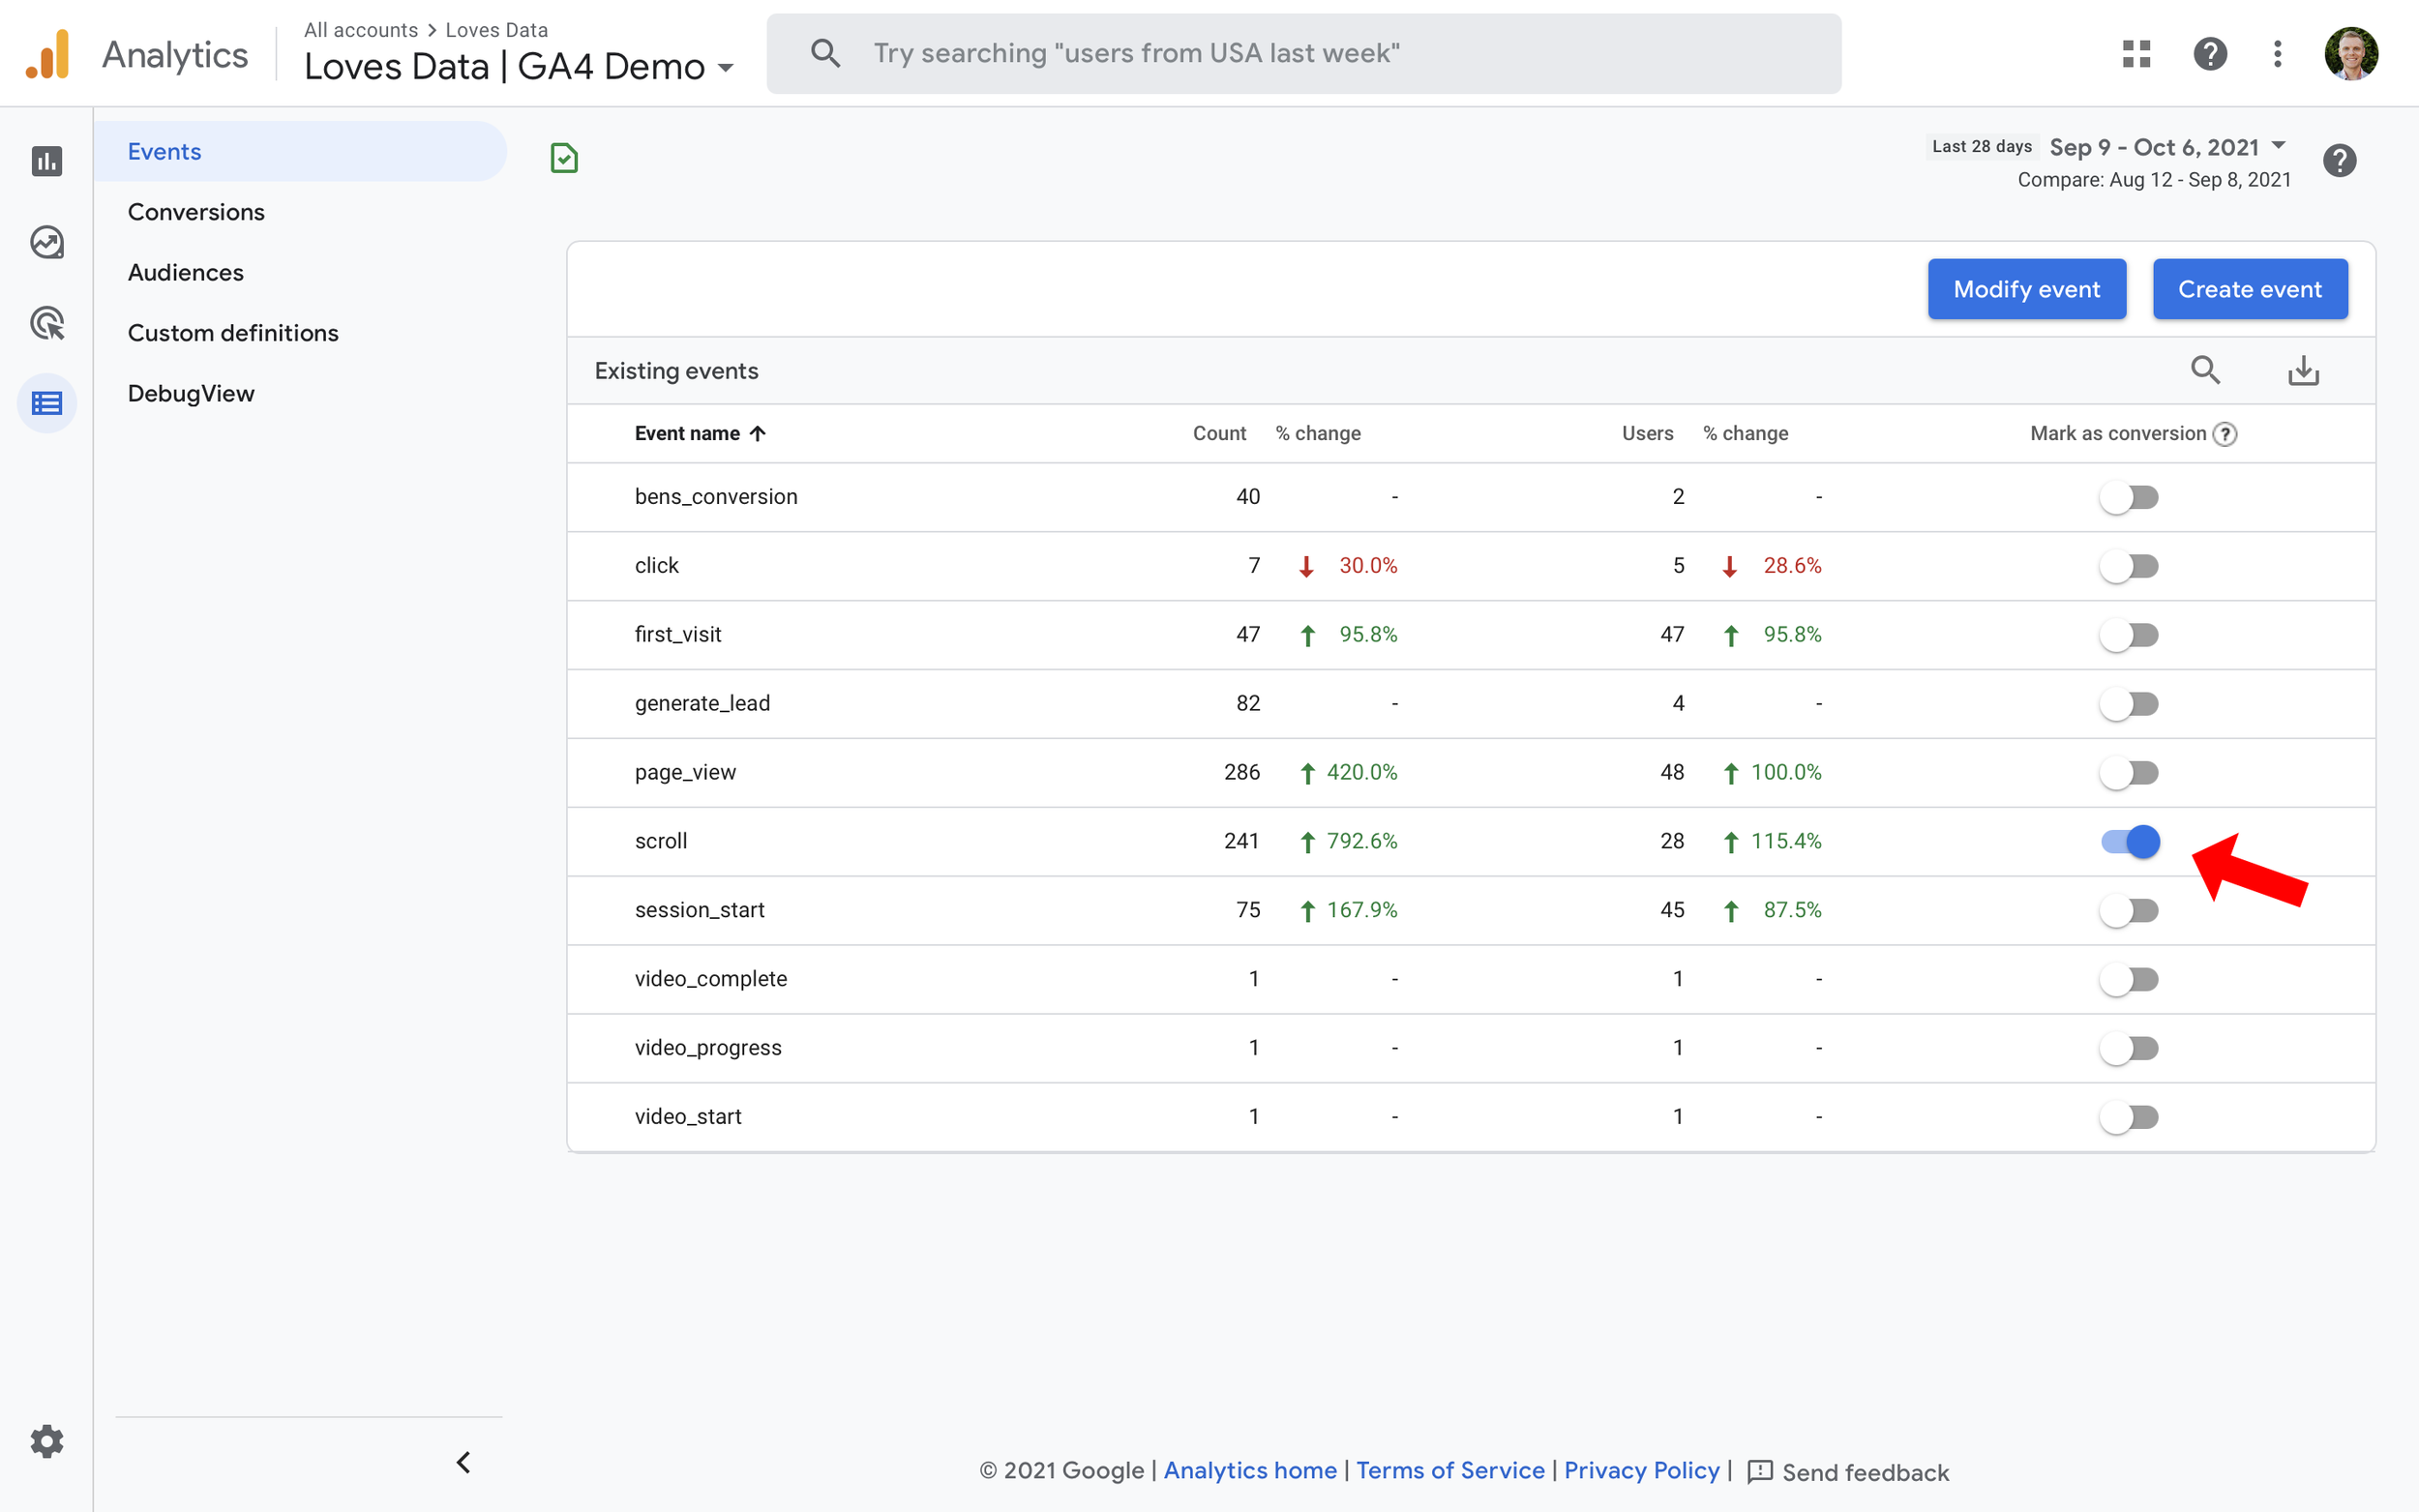 Analytics
All accounts > Loves Data
Loves Data | GA4 Demo
Try searching "users from USA last week"
Events
Conversions
Audiences
Custom definitions
DebugView
Last 28 days Sep 9 - Oct 6, 2021
Compare: Aug 12 - Sep 8, 2021
Modify event Create event
Existing events
Event name Count % change Users % change Mark as conversion
bens_conversion 40 - 2 -
click 7 30.0% 5 28.6%
first_visit 47 95.8% 47 95.8%
generate_lead 82 - 4 -
page_view 286 420.0% 48 100.0%
scroll 241 792.6% 28 115.4%
session_start 75 167.9% 45 87.5%
video_complete 1 - 1 -
video_progress 1 - 1 -
video_start 1 - 1 -
© 2021 Google | Analytics home | Terms of Service | Privacy Policy | Send feedback